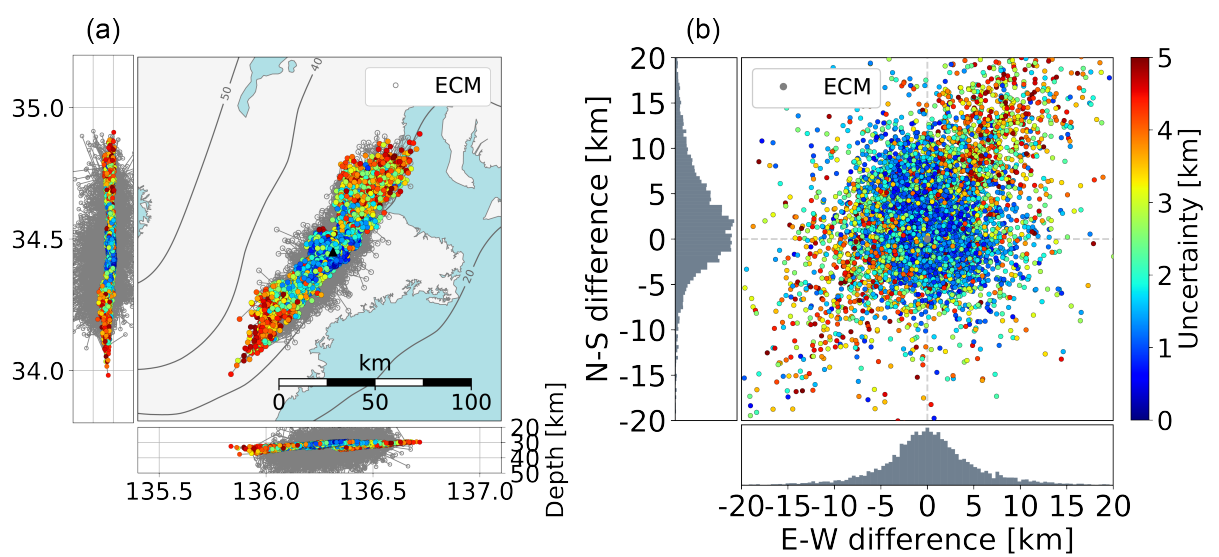 (a)
ECM
50
40
20
35.0
34.5
34.0
km
0 50 100
20
30
40
50
Depth [km]
135.5 136.0 136.5 137.0
(b)
ECM
20
15
10
5
0
-5
-10
-15
-20
N-S difference [km]
-20 -15 -10 -5 0 5 10 15 20
E-W difference [km]
5
4
3
2
1
0
Uncertainty [km]